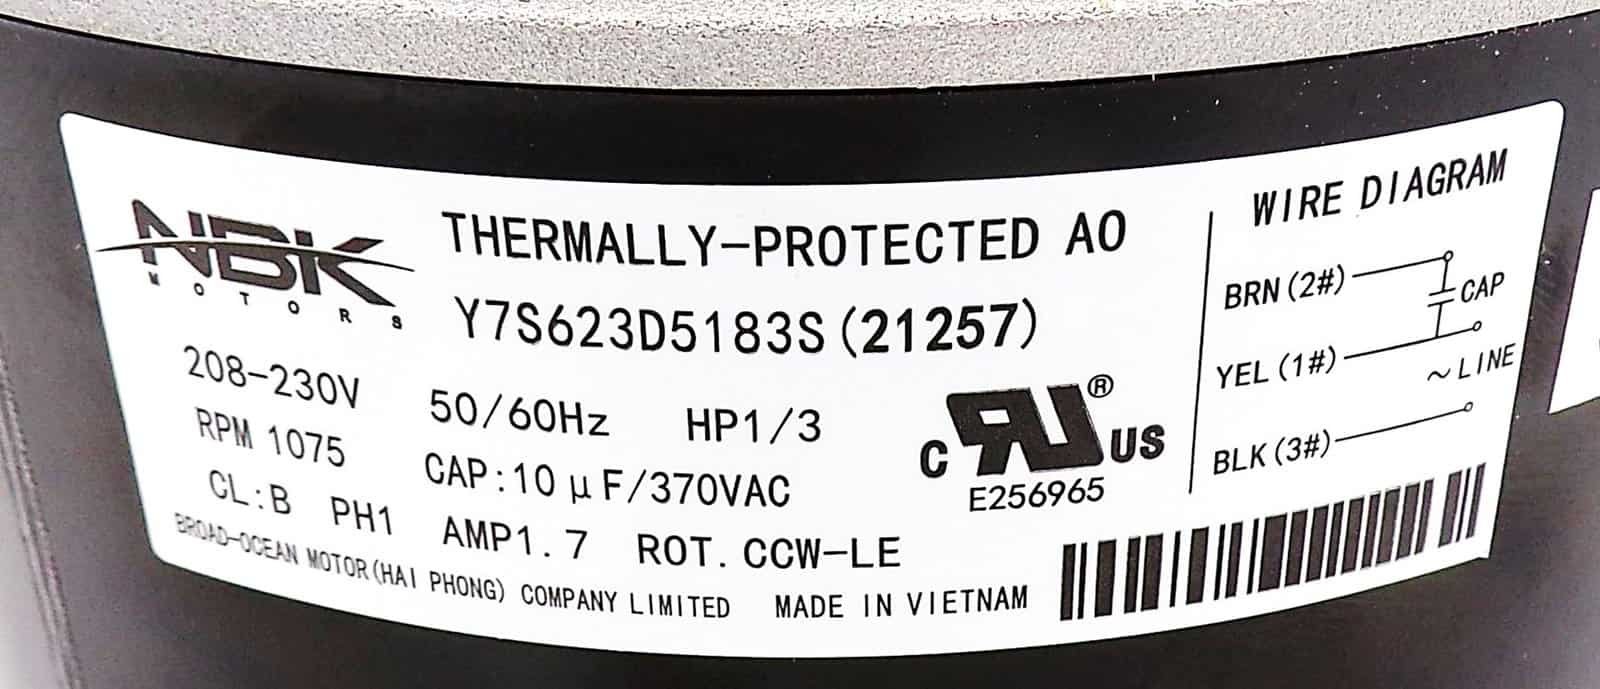 NBK
MOTORS
THERMALLY-PROTECTED AO
Y7S623D5183S(21257)
208-230V 50/60Hz HP1/3
RPM 1075 CAP:10μF/370VAC
CL:B PH1 AMP1.7 ROT. CCW-LE
BROAD-OCEAN MOTOR(HAI PHONG) COMPANY LIMITED MADE IN VIETNAM
C RU® US
E256965
WIRE DIAGRAM
BRN(2#) CAP
YEL(1#)
~LINE
BLK(3#)